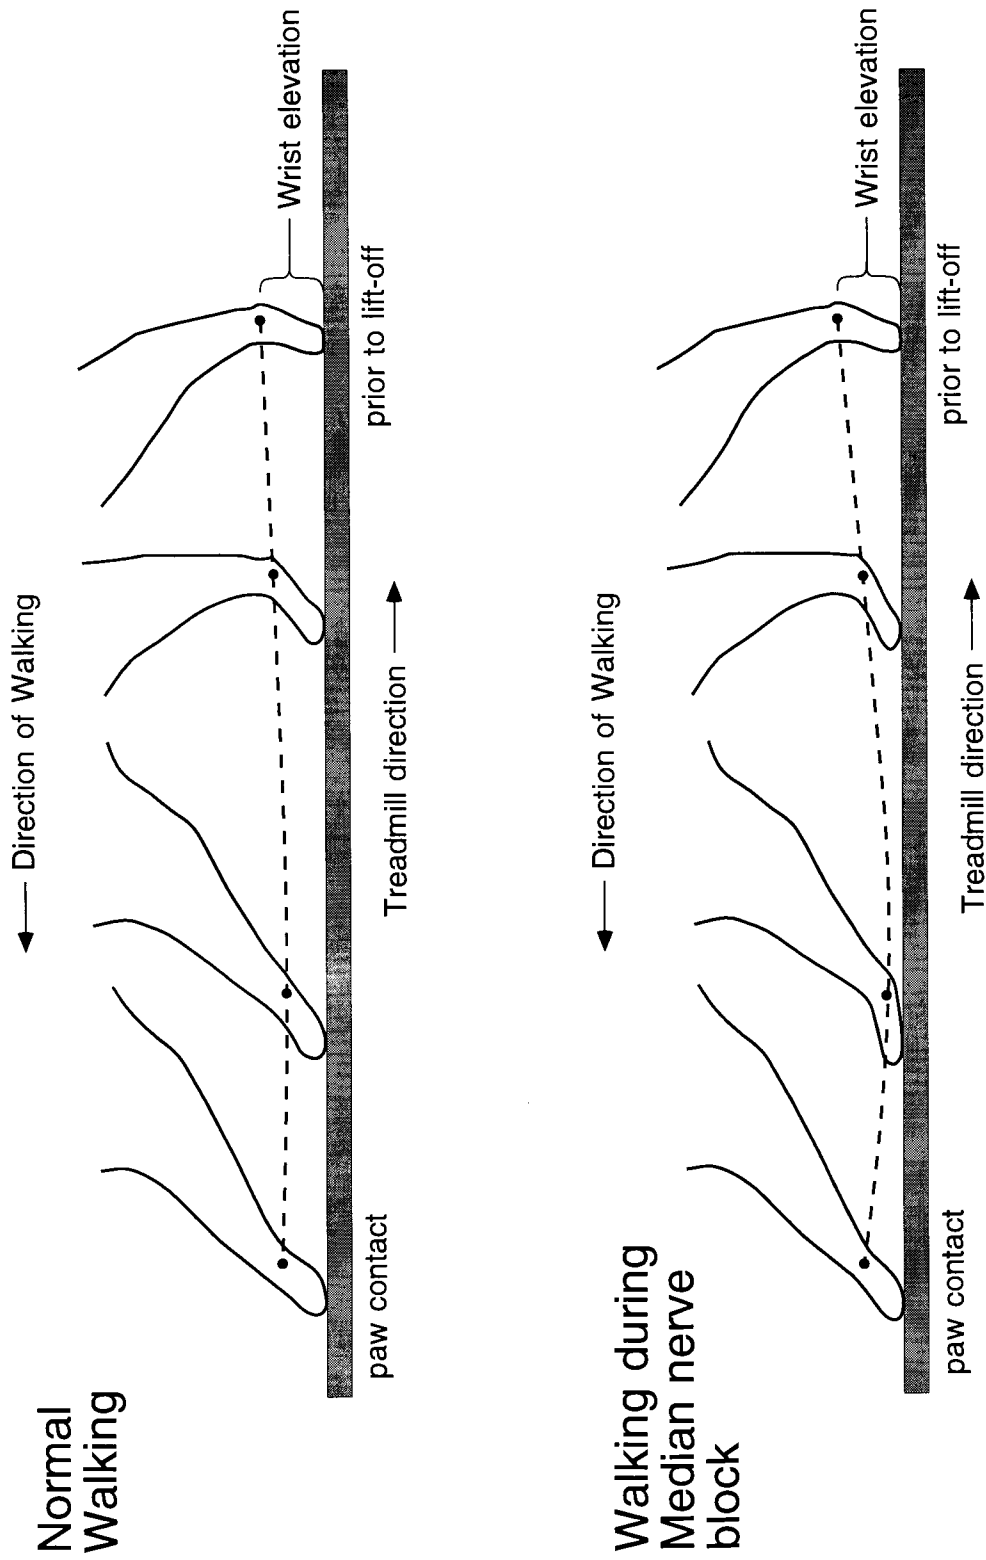 Normal
Walking
← Direction of Walking
Wrist elevation
paw contact
prior to lift-off
Treadmill direction →
Walking during
Median nerve
block
← Direction of Walking
Wrist elevation
paw contact
prior to lift-off
Treadmill direction →